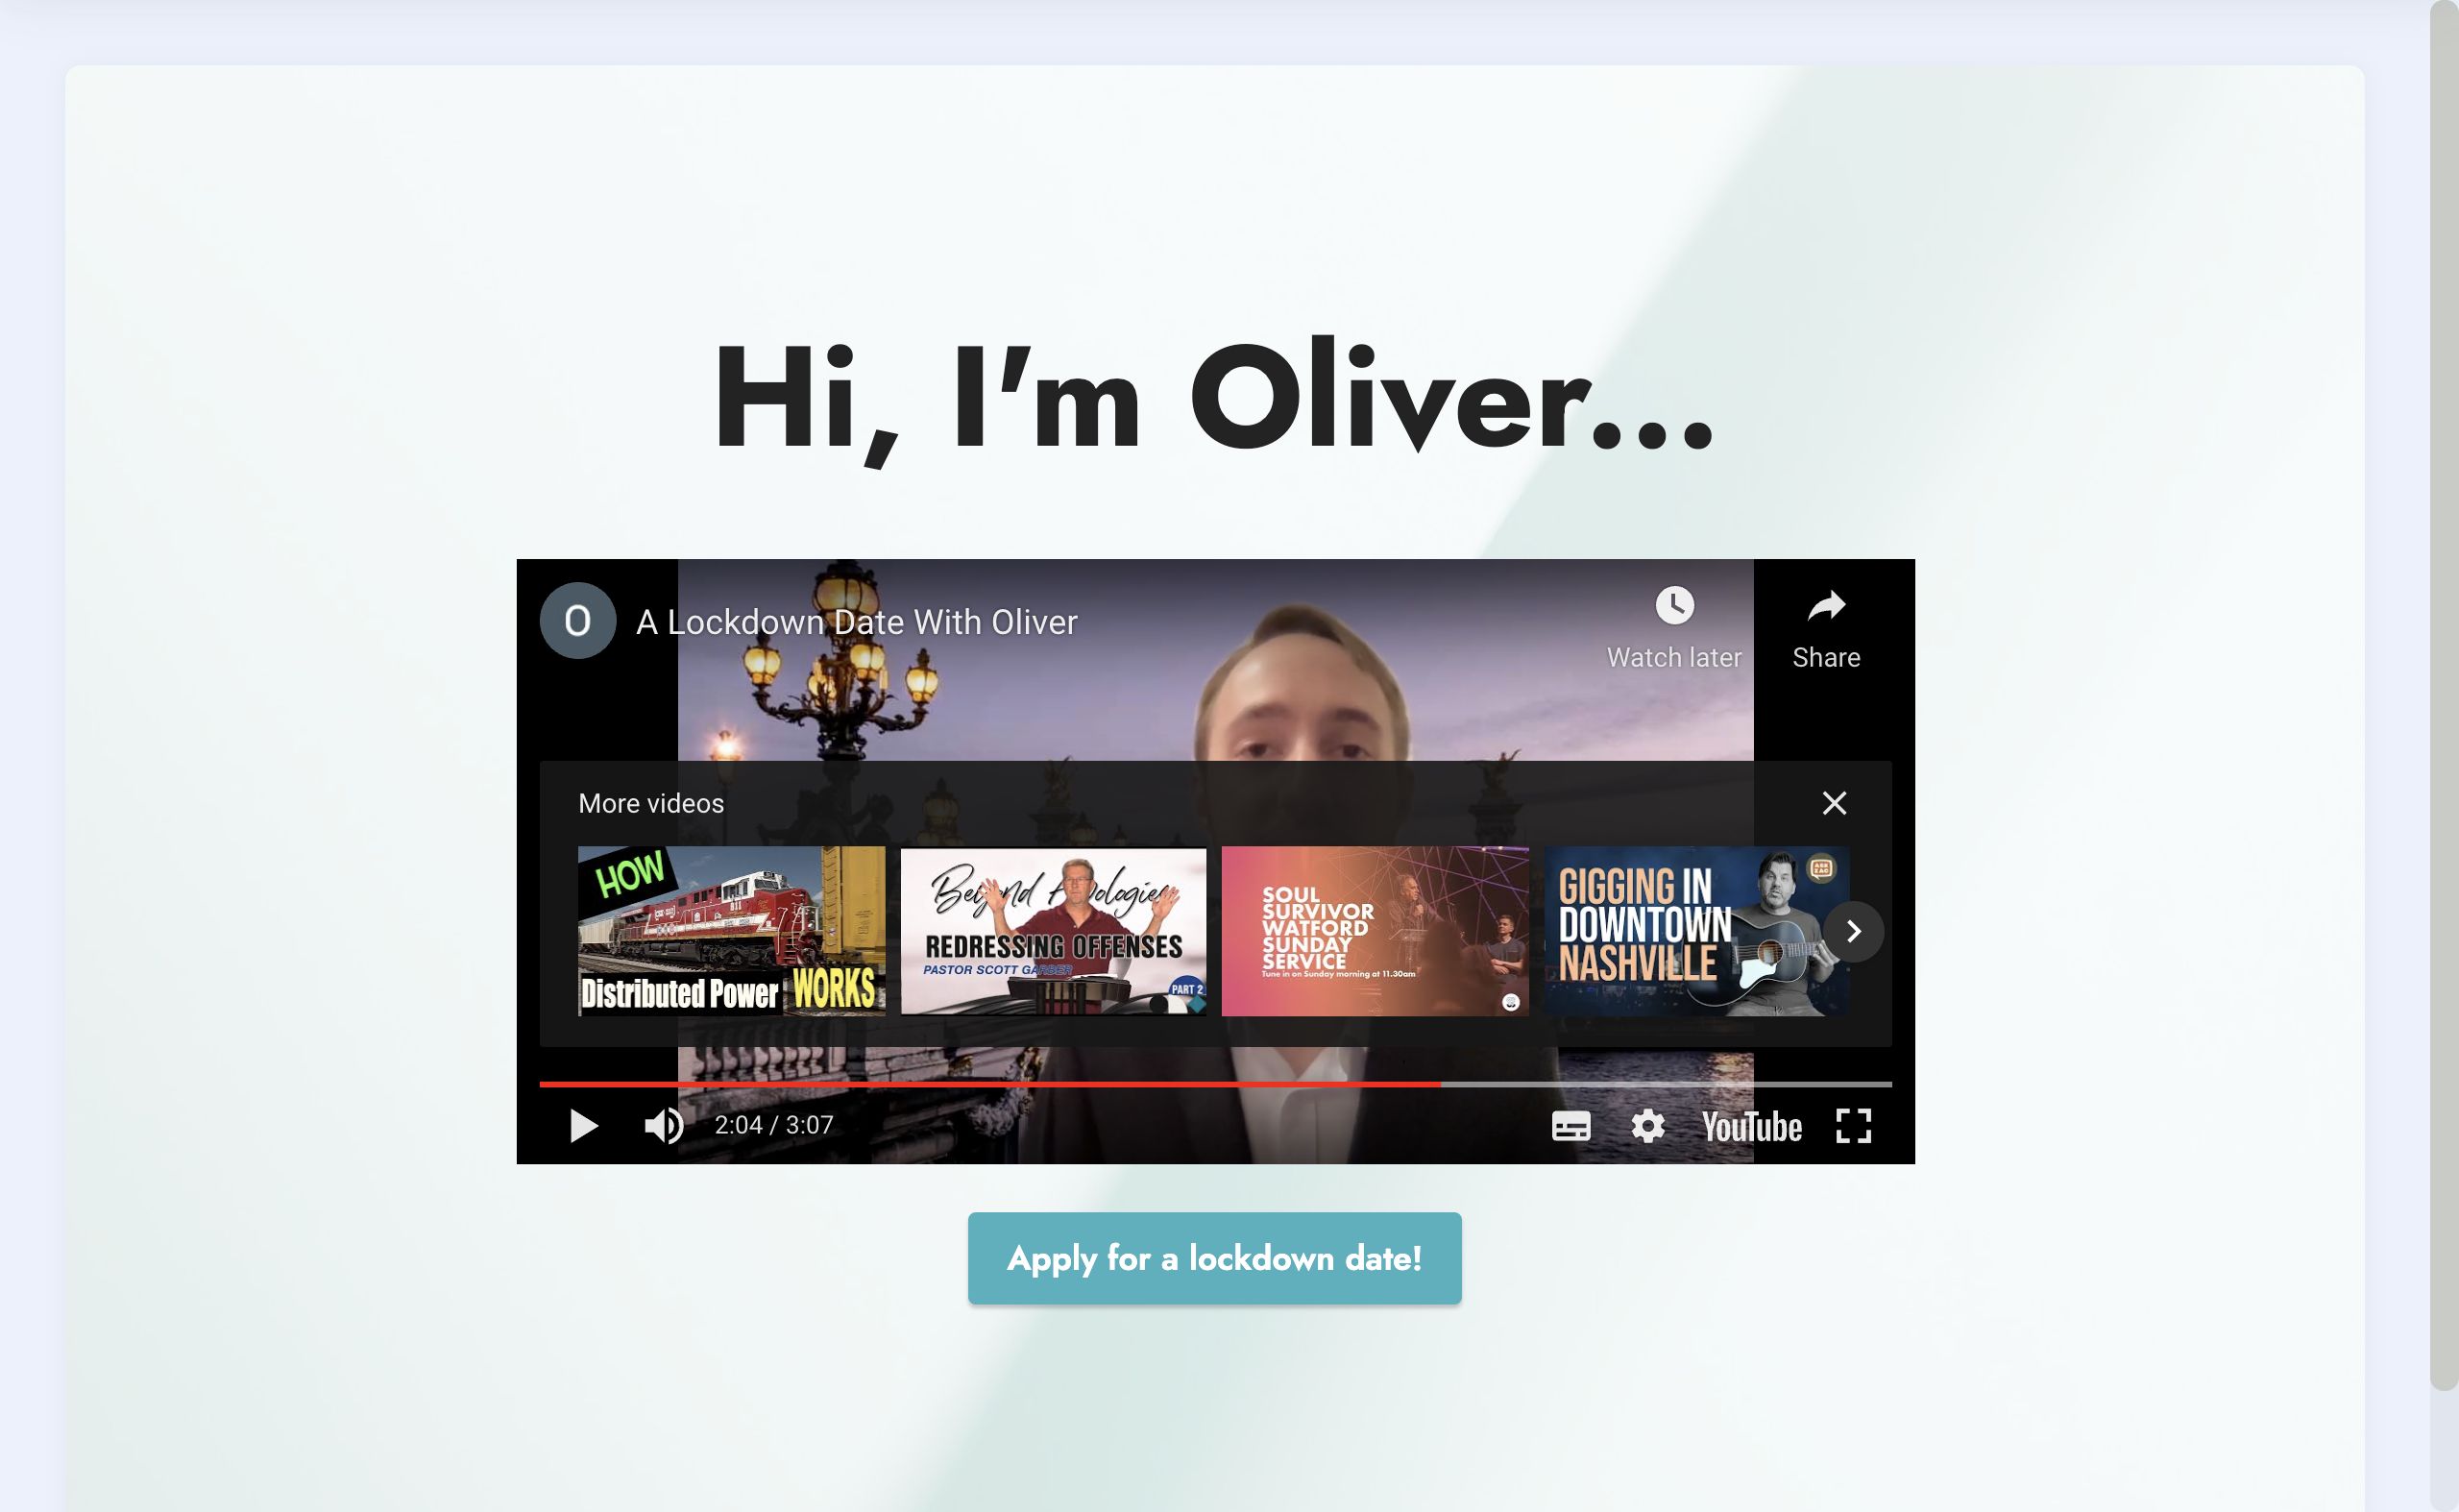 Hi, I'm Oliver...
O
A Lockdown Date With Oliver
Watch later
Share
More videos
HOW
Distributed Power WORKS
Beyond Apologies
REDRESSING OFFENSES
PASTOR SCOTT GARBER
PART 2
SOUL
SURVIVOR
WATFORD
SUNDAY
SERVICE
Tune in on Sunday morning at 11.30am
GIGGING IN
DOWNTOWN
NASHVILLE
2:04 / 3:07
YouTube
Apply for a lockdown date!